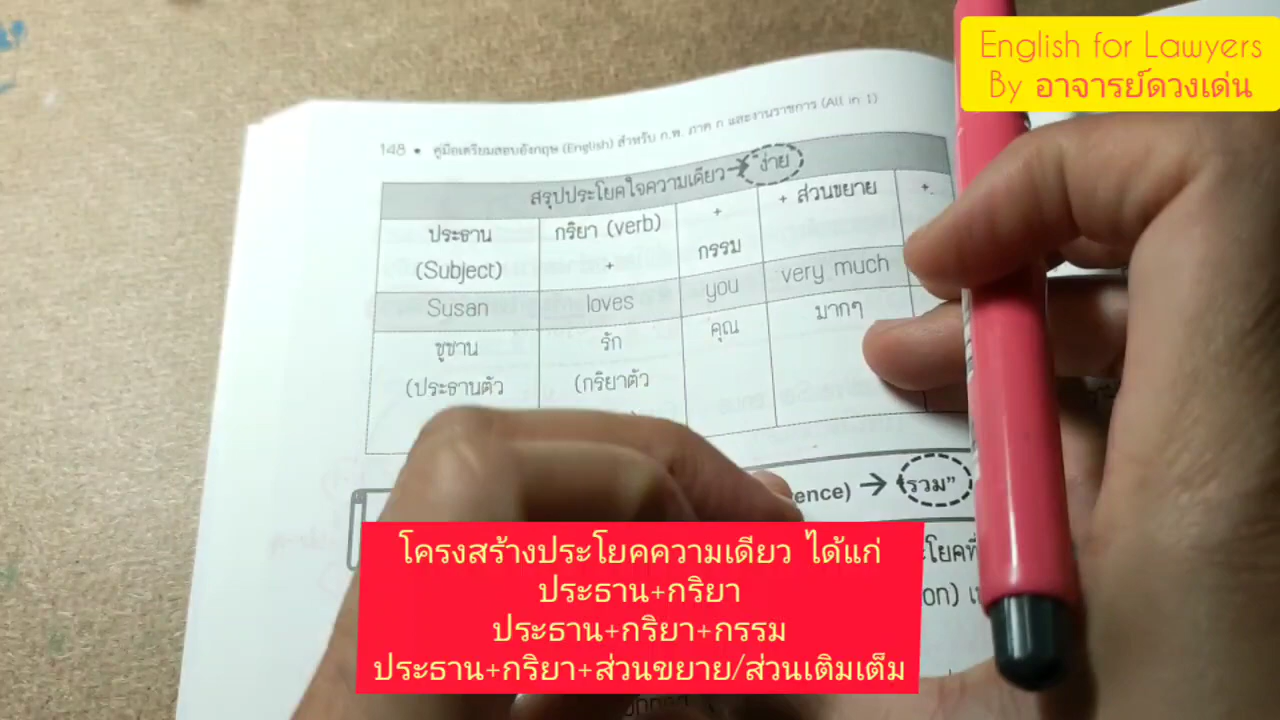 English for Lawyers
By อาจารย์ดวงเด่น
148 • คู่มือเตรียมสอบอังกฤษ (English) สำหรับ ก.พ. ภาค ก และงานราชการ (All in 1)
สรุปประโยคใจความเดียว→ "ง่าย
ประธาน
(Subject)
กริยา (verb)
+
+
กรรม
+ ส่วนขยาย
+.
Susan
loves
you
very much
ซูซาน
(ประธานตัว
รัก
(กริยาตัว
คุณ
มากๆ
ence) → "รวม"
โยคที่
on)
โครงสร้างประโยคความเดียว ได้แก่
ประธาน+กริยา
ประธาน+กริยา+กรรม
ประธาน+กริยา+ส่วนขยาย/ส่วนเติมเต็ม